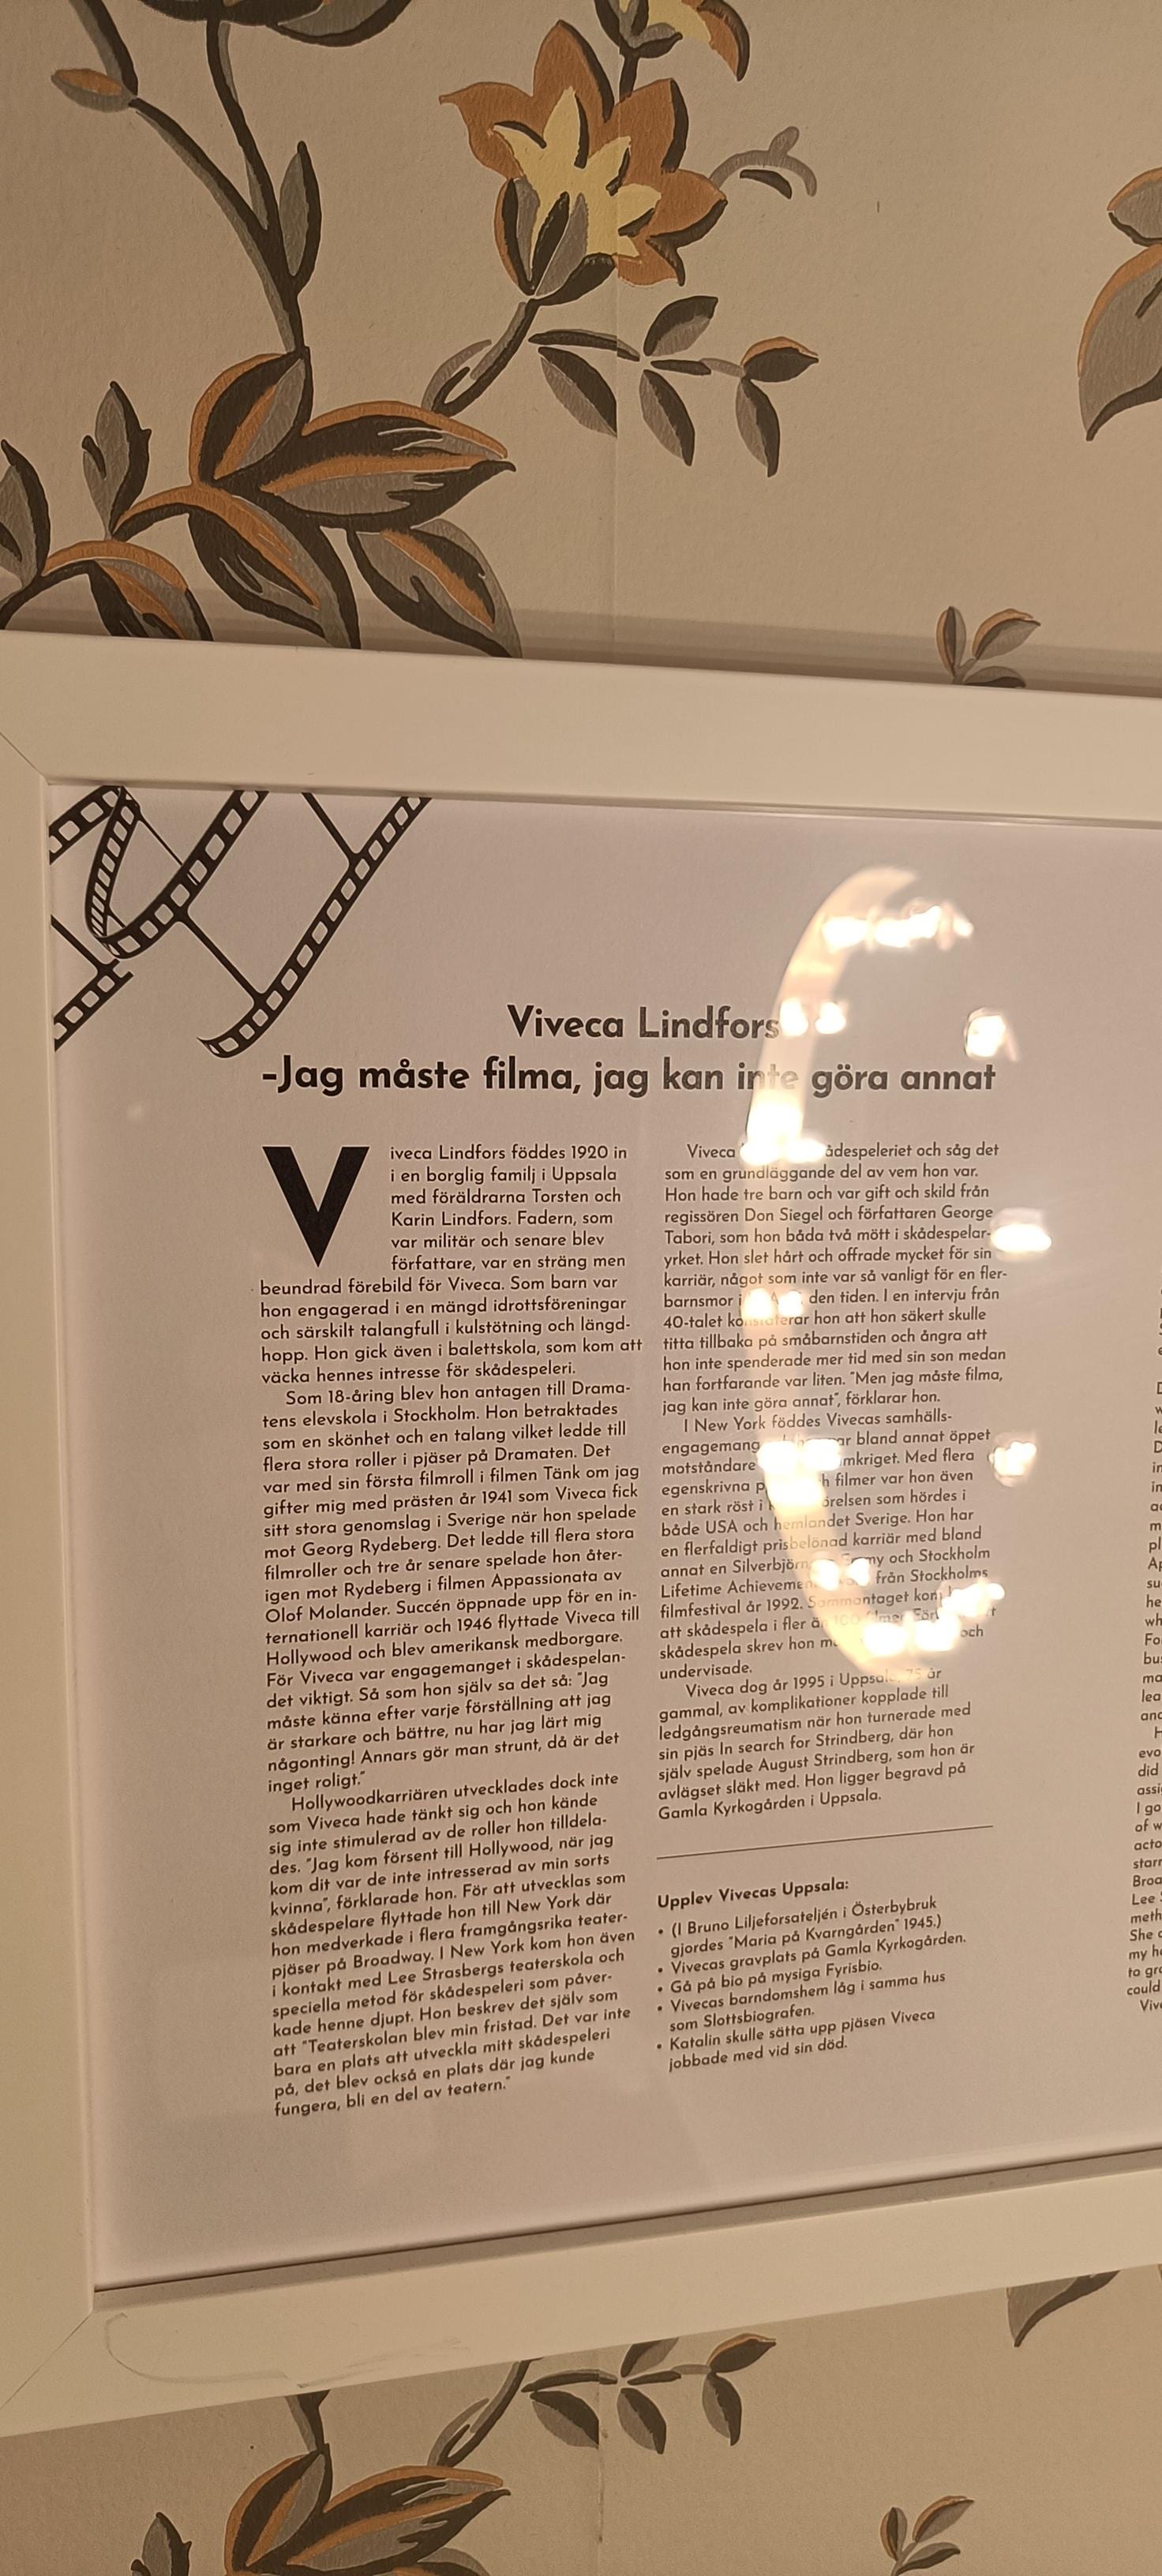 Viveca Lindfors
-Jag måste filma, jag kan inte göra annat
Viveca Lindfors föddes 1920 in
i en borglig familj i Uppsala
med föräldrarna Torsten och
Karin Lindfors. Fadern, som
var militär och senare blev
författare, var en sträng men
beundrad förebild för Viveca. Som barn var
hon engagerad i en mängd idrottsföreningar
och särskilt talangfull i kulstötning och längd-
hopp. Hon gick även i balettskola, som kom att
väcka hennes intresse för skådespeleri.
Som 18-åring blev hon antagen till Drama-
tens elevskola i Stockholm. Hon betraktades
som en skönhet och en talang vilket ledde till
flera stora roller i pjäser på Dramaten. Det
var med sin första filmroll i filmen Tänk om jag
gifter mig med prästen år 1941 som Viveca fick
sitt stora genomslag i Sverige när hon spelade
mot Georg Rydeberg. Det ledde till flera stora
filmroller och tre år senare spelade hon åter-
igen mot Rydeberg i filmen Appassionata av
Olof Molander. Succén öppnade upp för en in-
ternationell karriär och 1946 flyttade Viveca till
Hollywood och blev amerikansk medborgare.
För Viveca var engagemanget i skådespelan-
det viktigt. Så som hon själv sa det så: "Jag
måste känna efter varje förställning att jag
är starkare och bättre, nu har jag lärt mig
någonting! Annars gör man strunt, då är det
inget roligt."
Hollywoodkarriären utvecklades dock inte
som Viveca hade tänkt sig och hon kände
sig inte stimulerad av de roller hon tilldela-
des. "Jag kom försent till Hollywood, när jag
kom dit var de inte intresserad av min sorts
kvinna", förklarade hon. För att utvecklas som
skådespelare flyttade hon till New York där
hon medverkade i flera framgångsrika teater-
pjäser på Broadway. I New York kom hon även
i kontakt med Lee Strasbergs teaterskola och
speciella metod för skådespeleri som påver-
kade henne djupt. Hon beskrev det själv som
att "Teaterskolan blev min fristad. Det var inte
bara en plats att utveckla mitt skådespeleri
på, det blev också en plats där jag kunde
fungera, bli en del av teatern."
Viveca och såg det
som en grundläggande del av vem hon var.
Hon hade tre barn och var gift och skild från
regissören Don Siegel och författaren George
Tabori, som hon båda två mött i skådespelar-
yrket. Hon slet hårt och offrade mycket för sin
karriär, något som inte var så vanligt för en fler-
barnsmor i den tiden. I en intervju från
40-talet konstaterar hon att hon säkert skulle
titta tillbaka på småbarnstiden och ångra att
hon inte spenderade mer tid med sin son medan
han fortfarande var liten. "Men jag måste filma,
jag kan inte göra annat", förklarar hon.
I New York föddes Vivecas samhälls-
engagemang bland annat öppet
motståndare Med flera
egenskrivna filmer var hon även
en stark röst i som hördes i
både USA och hemlandet Sverige. Hon har
en flerfaldigt prisbelönad karriär med bland
annat en Silverbjörn, och Stockholm
Lifetime från Stockholms
filmfestival år 1992. Sammantaget kom
att skådespela i fler än 100
skådespela skrev hon och
undervisade.
Viveca dog år 1995 i Uppsala, 75 år
gammal, av komplikationer kopplade till
ledgångsreumatism när hon turnerade med
sin pjäs In search for Strindberg, där hon
själv spelade August Strindberg, som hon är
avlägset släkt med. Hon ligger begravd på
Gamla Kyrkogården i Uppsala.
Upplev Vivecas Uppsala:
• (I Bruno Liljeforsateljén i Österbybruk
gjordes "Maria på Kvarngården" 1945.)
• Vivecas gravplats på Gamla Kyrkogården.
• Gå på bio på mysiga Fyrisbio.
• Vivecas barndomshem låg i samma hus
som Slottsbiografen.
• Katalin skulle sätta upp pjäsen Viveca
jobbade med vid sin död.